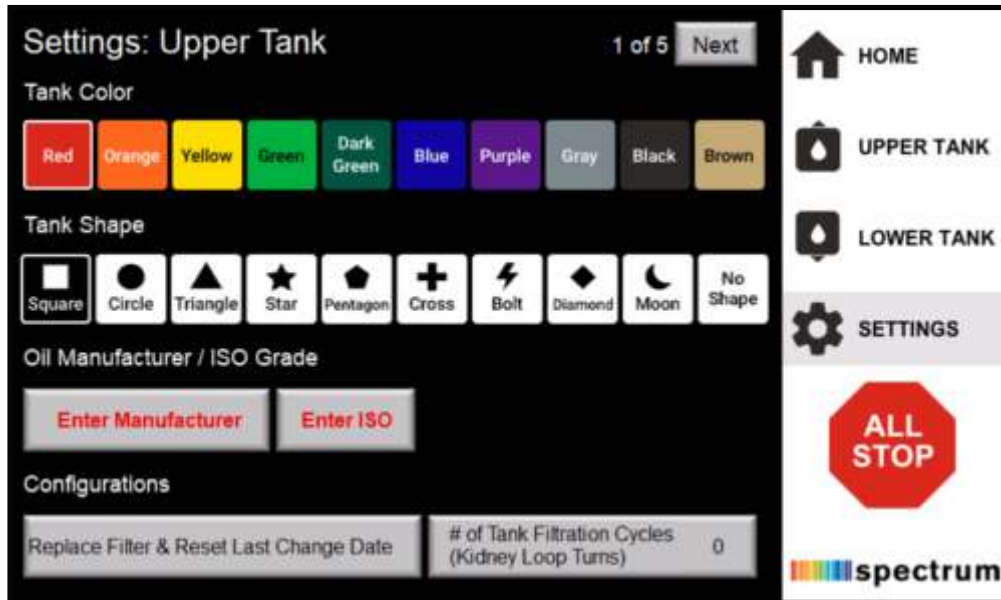 Settings: Upper Tank
1 of 5
Next
Tank Color
Red
Orange
Yellow
Green
Dark
Green
Blue
Purple
Gray
Black
Brown
Tank Shape
Square
Circle
Triangle
Star
Pentagon
Cross
Bolt
Diamond
Moon
No
Shape
Oil Manufacturer / ISO Grade
Enter Manufacturer
Enter ISO
Configurations
Replace Filter & Reset Last Change Date
# of Tank Filtration Cycles
(Kidney Loop Turns)
0
HOME
UPPER TANK
LOWER TANK
SETTINGS
ALL
STOP
spectrum